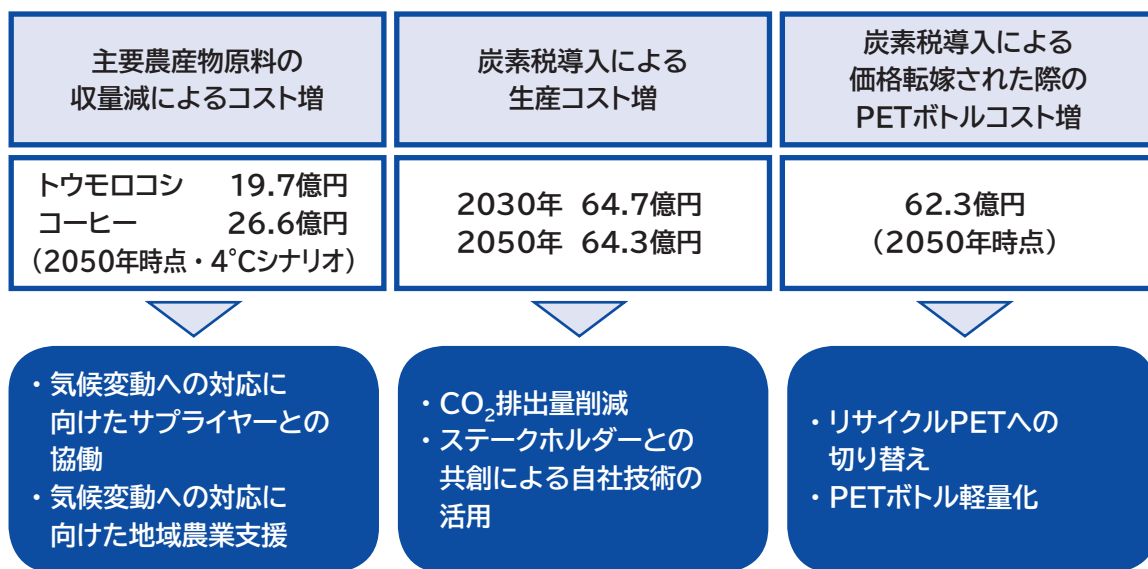 主要農産物原料の
収量減によるコスト増
炭素税導入による
生産コスト増
炭素税導入による
価格転嫁された際の
PETボトルコスト増
トウモロコシ 19.7億円
コーヒー 26.6億円
(2050年時点・4℃シナリオ)
2030年 64.7億円
2050年 64.3億円
62.3億円
(2050年時点)
・気候変動への対応に
向けたサプライヤーとの
協働
・気候変動への対応に
向けた地域農業支援
・CO₂排出量削減
・ステークホルダーとの
共創による自社技術の
活用
・リサイクルPETへの
切り替え
・PETボトル軽量化